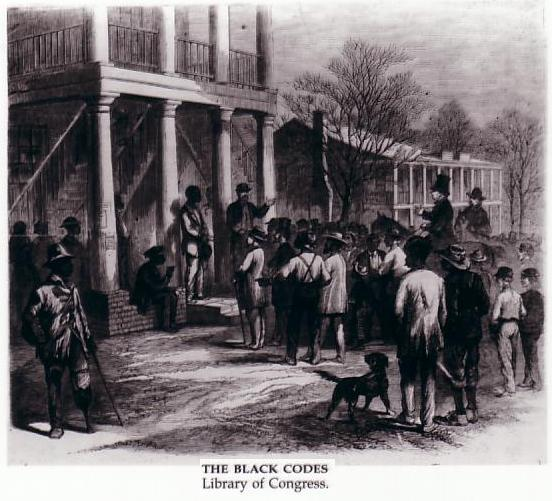 THE BLACK CODES
Library of Congress.